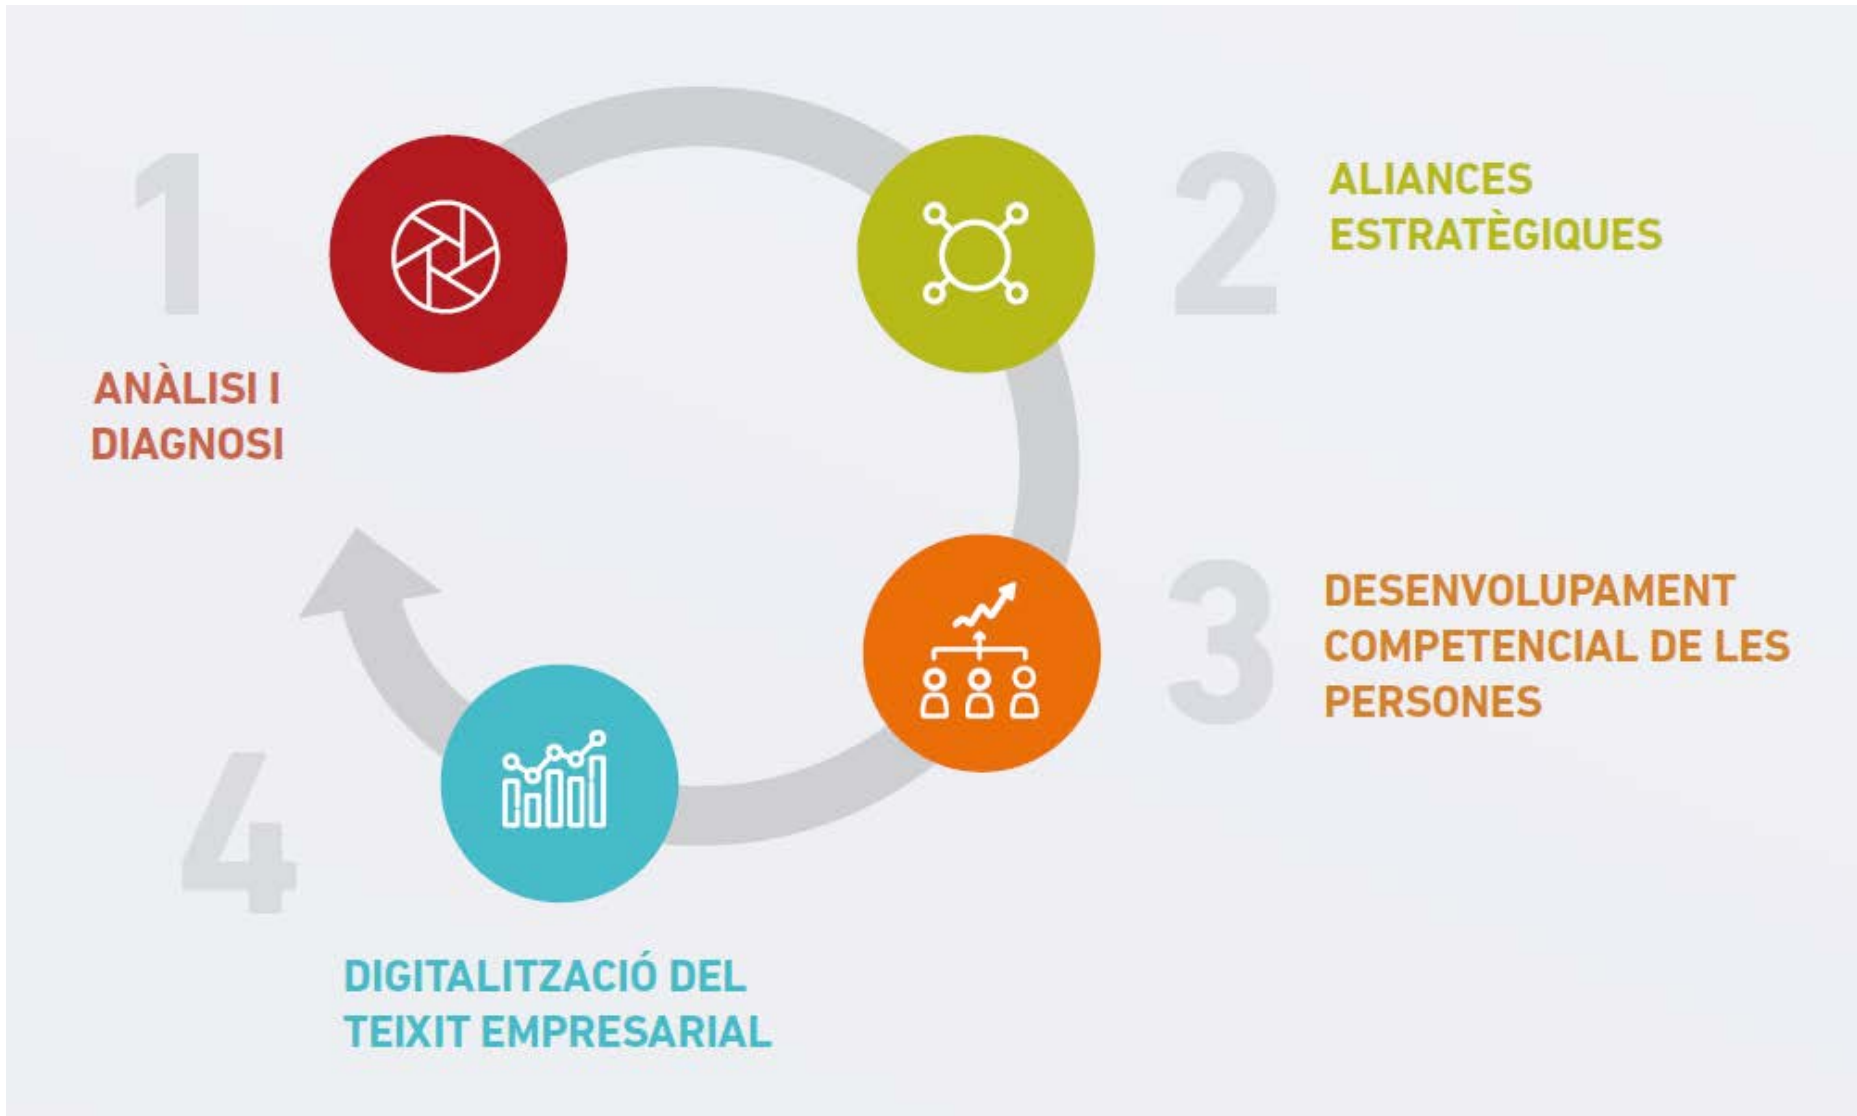 1
ANÀLISI I
DIAGNOSI
2
ALIANCES
ESTRATÈGIQUES
3
DESENVOLUPAMENT
COMPETENCIAL DE LES
PERSONES
4
DIGITALITZACIÓ DEL
TEIXIT EMPRESARIAL